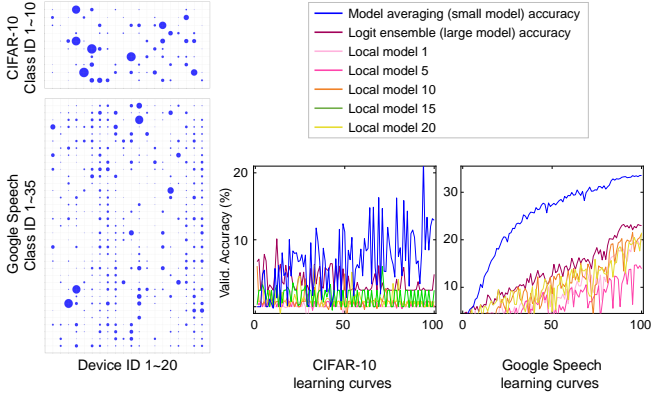 CIFAR-10
Class ID 1~10
Google Speech
Class ID 1~35
Device ID 1~20
Model averaging (small model) accuracy
Logit ensemble (large model) accuracy
Local model 1
Local model 5
Local model 10
Local model 15
Local model 20
Valid. Accuracy (%)
20
10
0
50
100
CIFAR-10
learning curves
30
20
10
0
50
100
Google Speech
learning curves